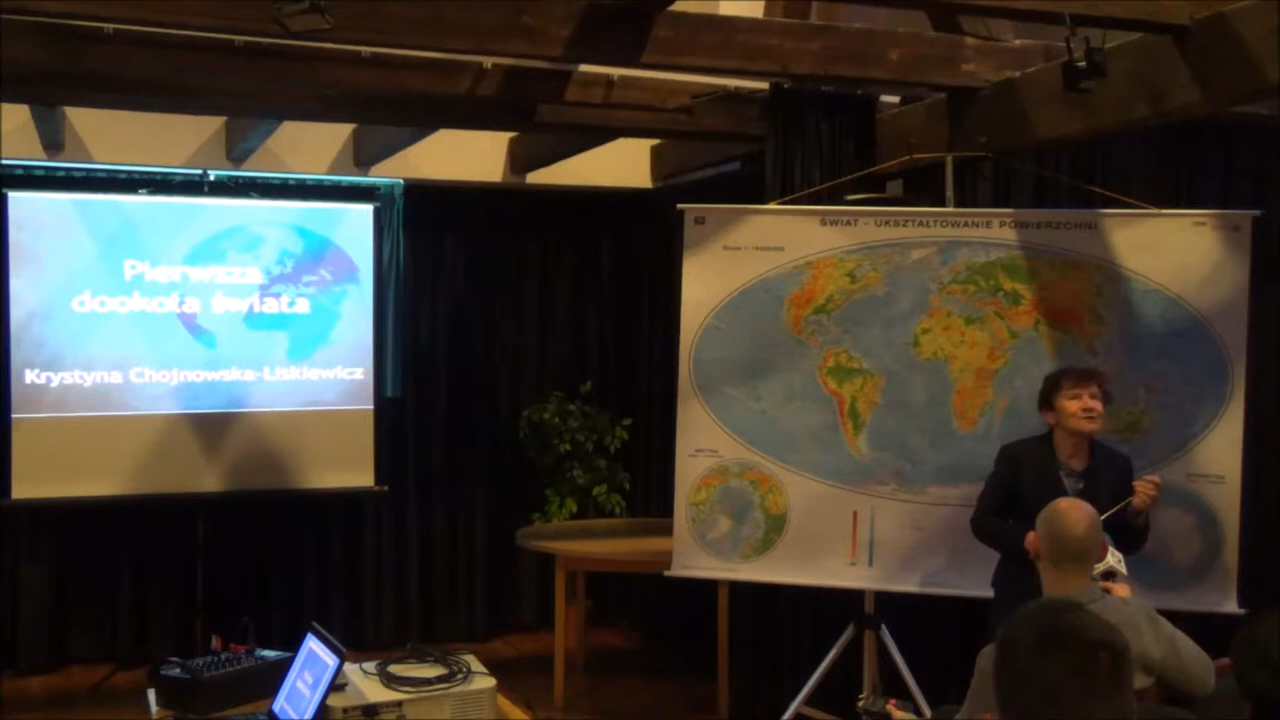 Pierwsza
dookoła świata
Krystyna Chojnowska-Liskiewicz
ŚWIAT - UKSZTAŁTOWANIE POWIERZCHNI